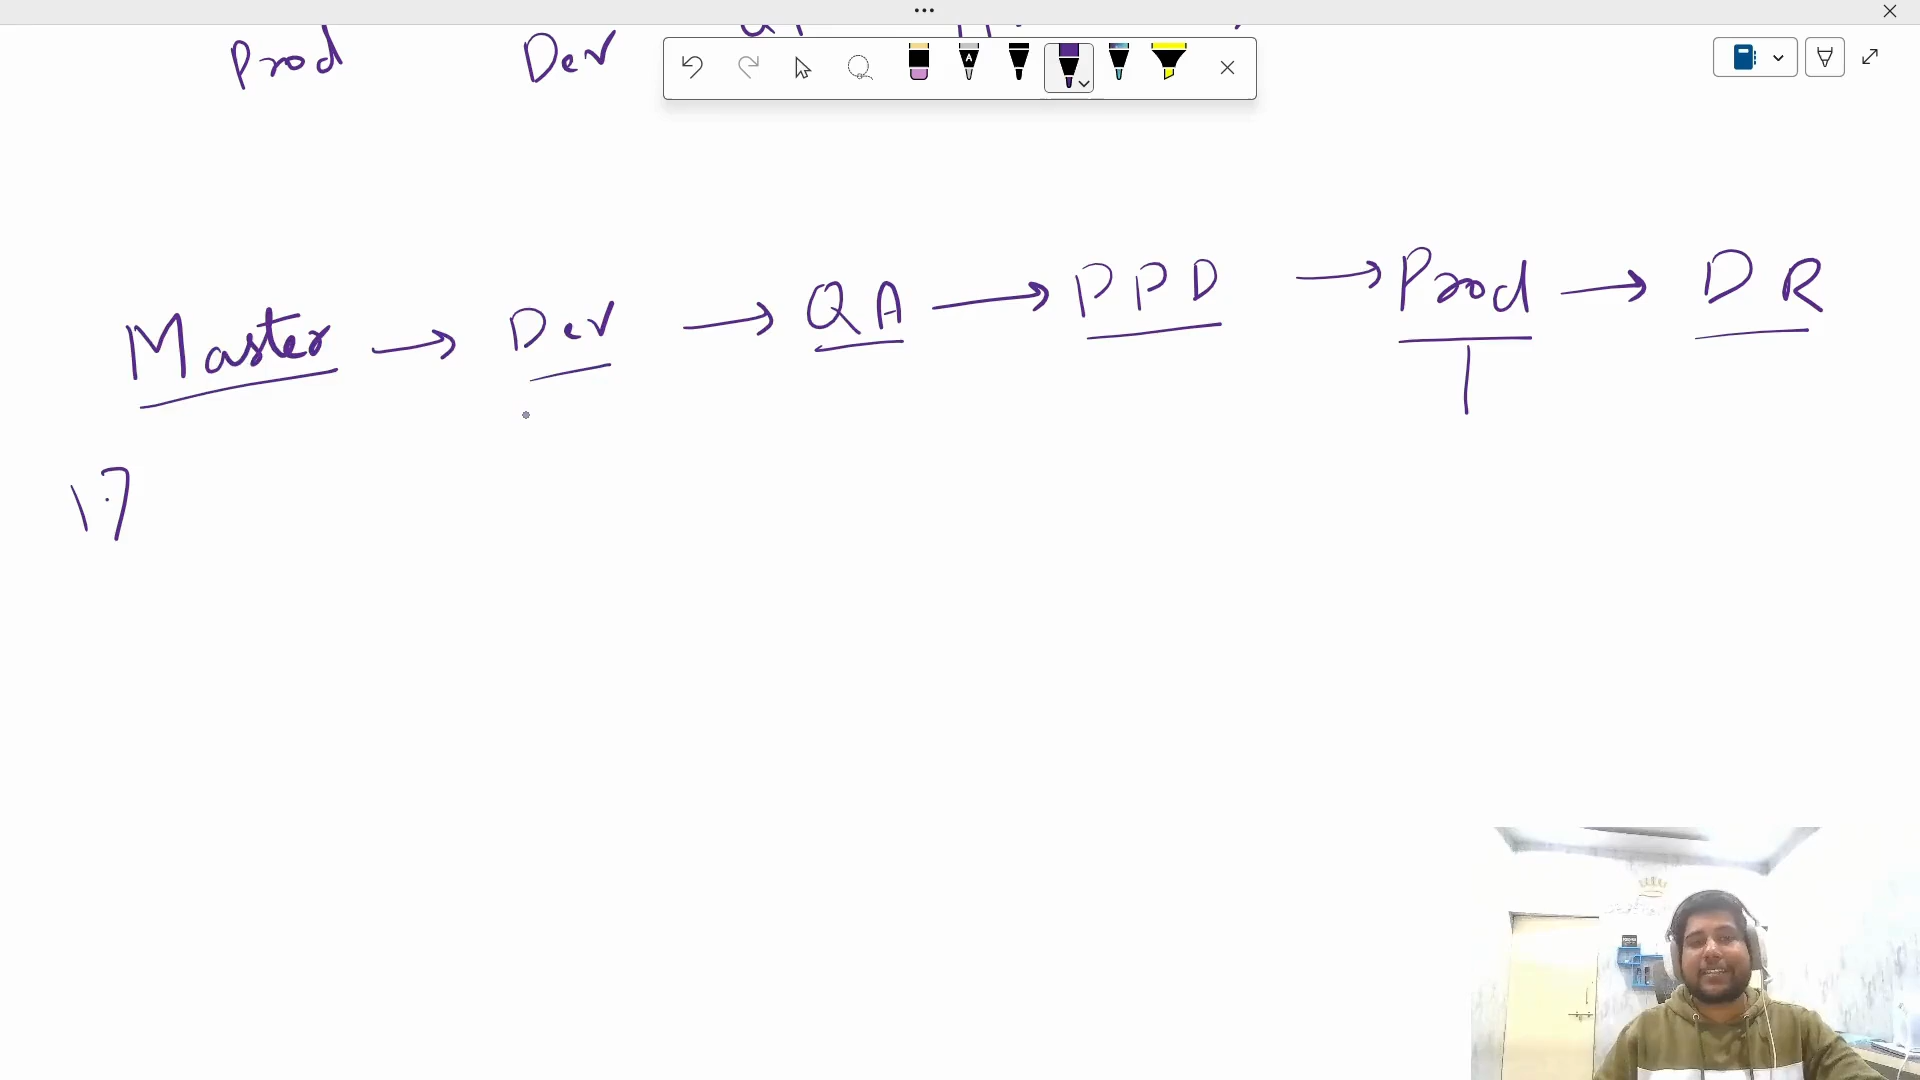 Prod Dev
Master → Dev → QA → PPD → Prod → DR
1.7